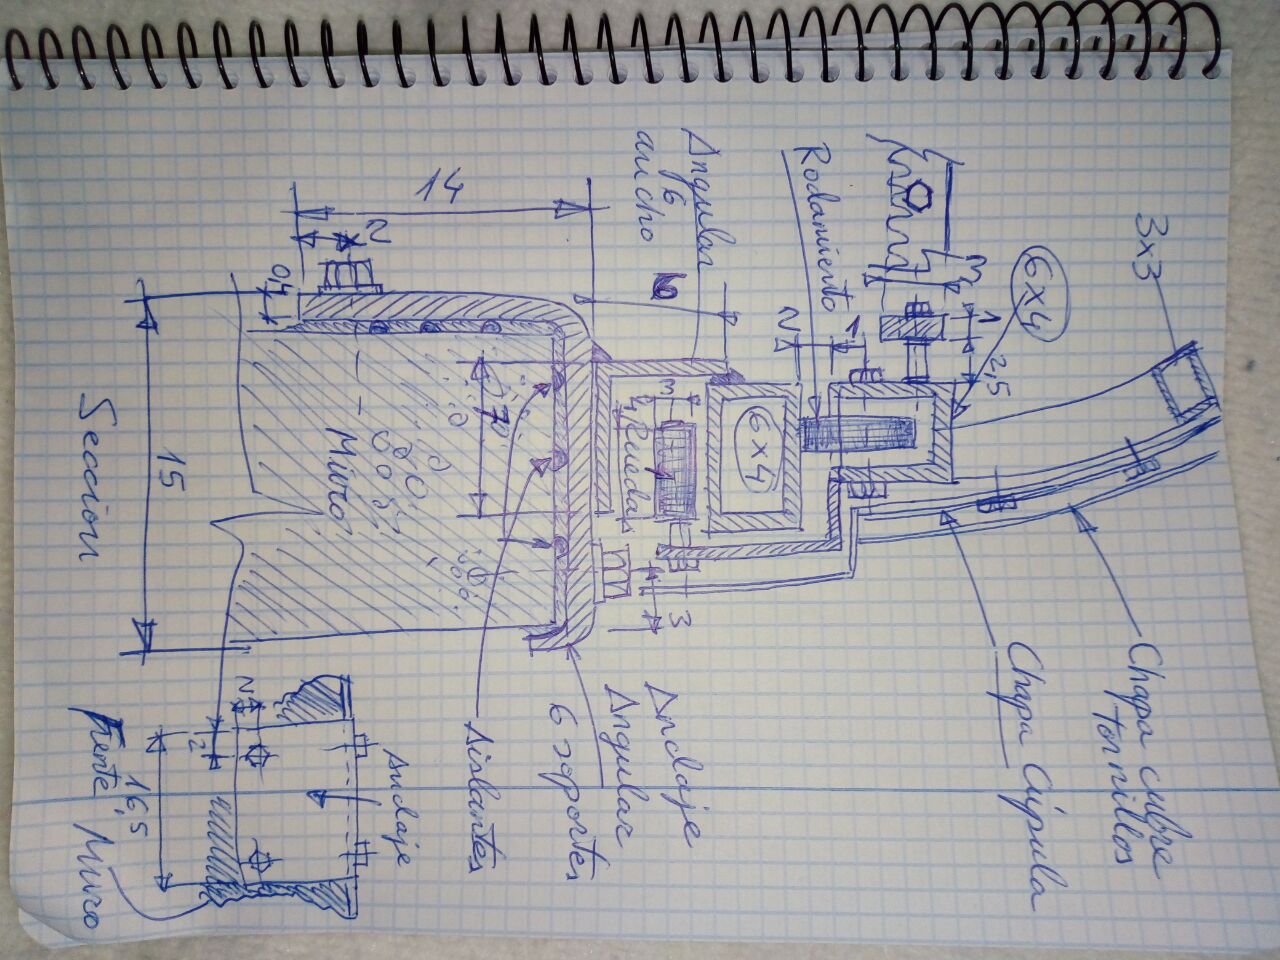 3x3
Chapa cubre
tornillos
6x4
Chapa Cúpula
3
1
2,5
1
Rodamiento
2
6x4
Angular
6
ancho
6
3
4
Rueda
3
Anclaje
Angular
6 soportes
7
Aislantes
14
2
Muro
0,4
15
Sección
Anclaje
2
2
16,5
Frente Muro